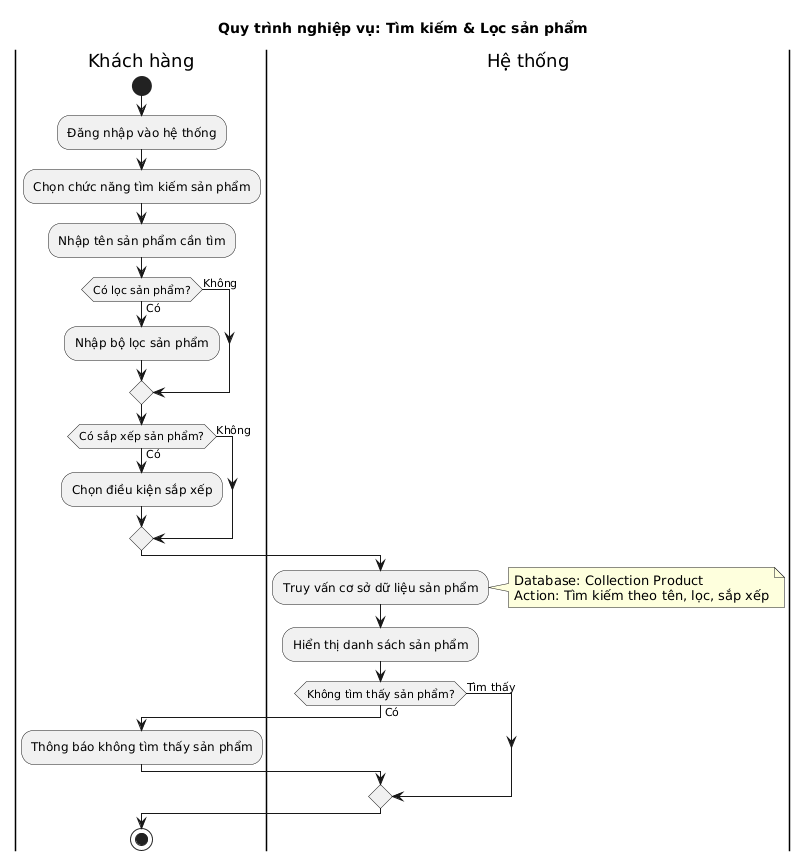 Quy trình nghiệp vụ: Tìm kiếm & Lọc sản phẩm
Khách hàng
Hệ thống
Đăng nhập vào hệ thống
Chọn chức năng tìm kiếm sản phẩm
Nhập tên sản phẩm cần tìm
Có lọc sản phẩm?
Không
Có
Nhập bộ lọc sản phẩm
Có sắp xếp sản phẩm?
Không
Có
Chọn điều kiện sắp xếp
Truy vấn cơ sở dữ liệu sản phẩm
Database: Collection Product
Action: Tìm kiếm theo tên, lọc, sắp xếp
Hiển thị danh sách sản phẩm
Không tìm thấy sản phẩm?
Tìm thấy
Có
Thông báo không tìm thấy sản phẩm